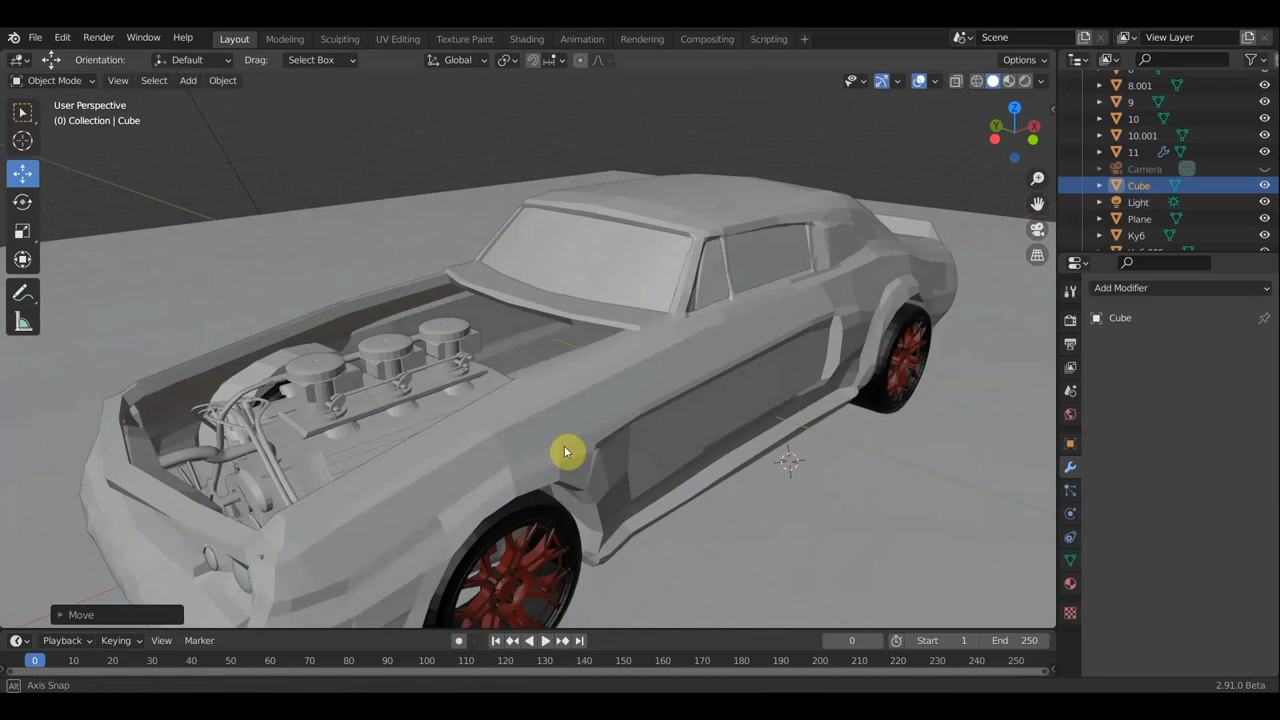 File Edit Render Window Help Layout Modeling Sculpting UV Editing Texture Paint Shading Animation Rendering Compositing Scripting + Scene View Layer
Orientation: Default Drag: Select Box Global Options
Object Mode View Select Add Object
User Perspective
(0) Collection | Cube
8.001
9
10
10.001
11
Camera
Cube
Light
Plane
Куб
Add Modifier
Cube
X
Y
Z
Move
Playback Keying View Marker 0 Start 1 End 250
0 10 20 30 40 50 60 70 80 90 100 110 120 130 140 150 160 170 180 190 200 210 220 230 240 250
Alt Axis Snap 2.91.0 Beta